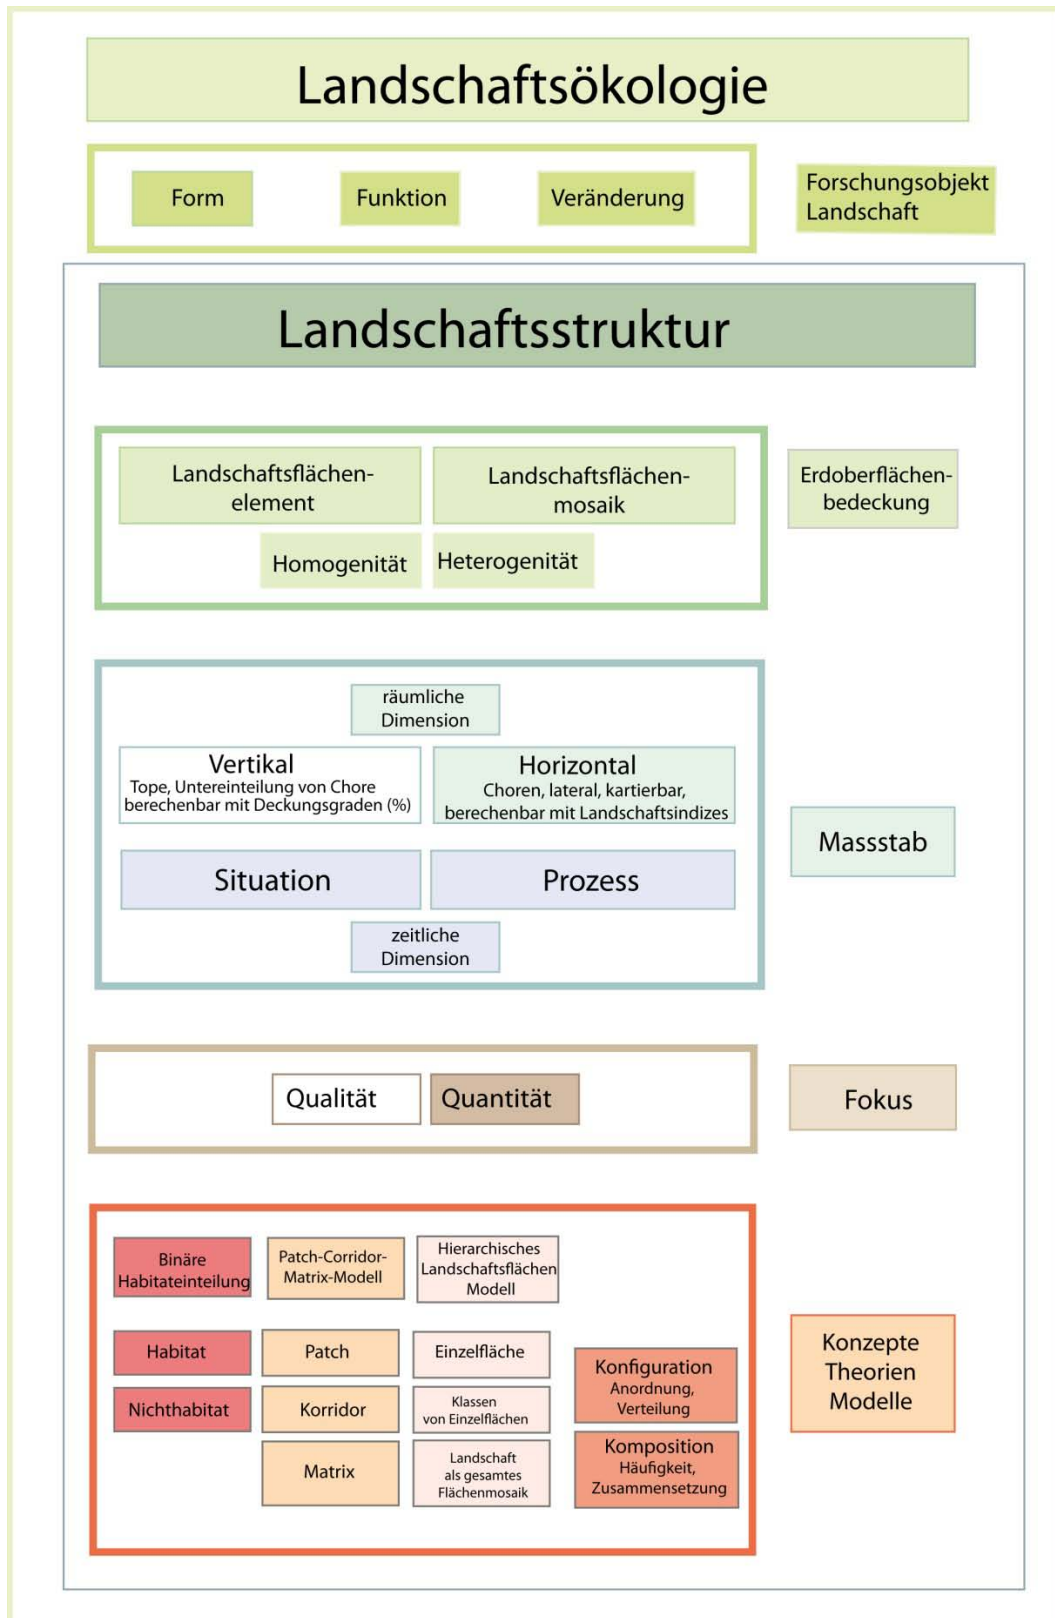 Landschaftsökologie
Form
Funktion
Veränderung
Forschungsobjekt
Landschaft
Landschaftsstruktur
Landschaftsflächen-
element
Landschaftsflächen-
mosaik
Homogenität
Heterogenität
Erdoberflächen-
bedeckung
räumliche
Dimension
Vertikal
Tope, Untereinteilung von Chore
berechenbar mit Deckungsgraden (%)
Horizontal
Choren, lateral, kartierbar,
berechenbar mit Landschaftsindizes
Situation
Prozess
zeitliche
Dimension
Massstab
Qualität
Quantität
Fokus
Binäre
Habitateinteilung
Patch-Corridor-
Matrix-Modell
Hierarchisches
Landschaftsflächen
Modell
Habitat
Patch
Einzelfläche
Nichthabitat
Korridor
Klassen
von Einzelflächen
Matrix
Landschaft
als gesamtes
Flächenmosaik
Konfiguration
Anordnung,
Verteilung
Komposition
Häufigkeit,
Zusammensetzung
Konzepte
Theorien
Modelle